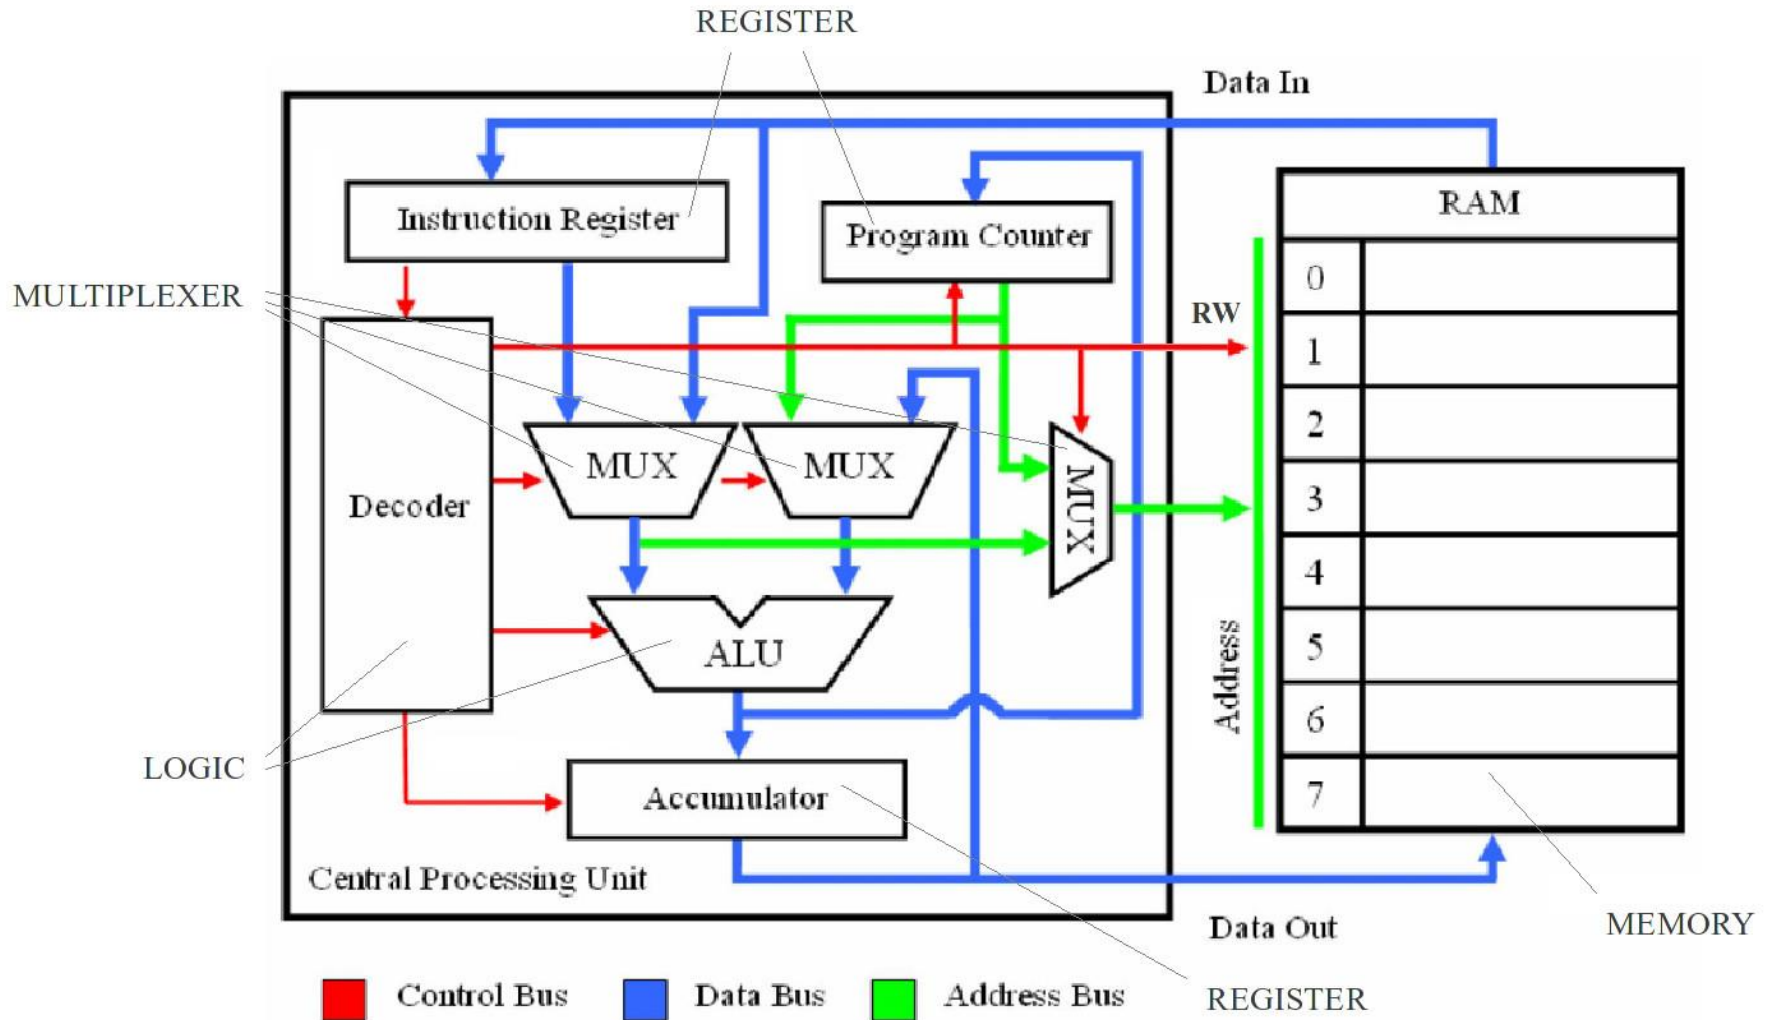 REGISTER
Data In
RAM
Instruction Register
Program Counter
0
MULTIPLEXER
RW
1
2
MUX
MUX
MUX
Decoder
3
4
ALU
5
Address
6
LOGIC
Accumulator
7
Central Processing Unit
Data Out
MEMORY
Control Bus
Data Bus
Address Bus
REGISTER